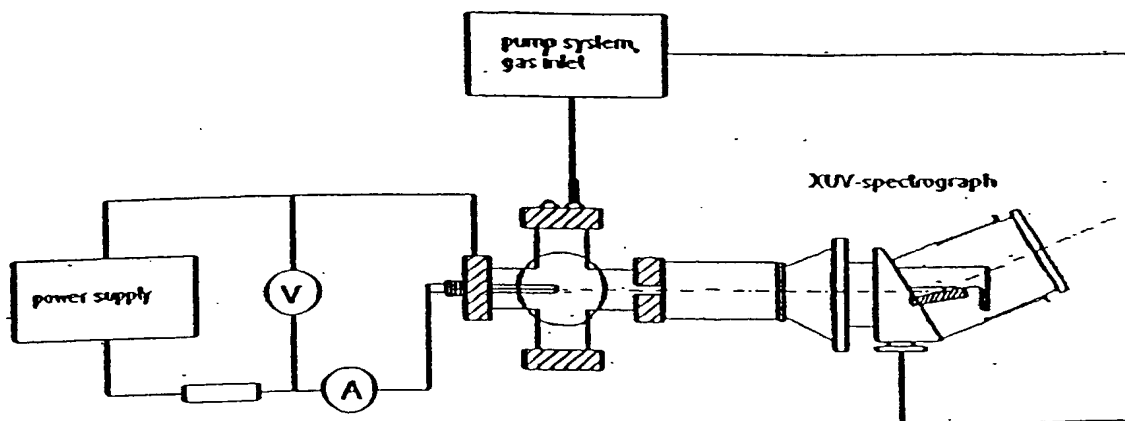 pump system,
gas inlet
XUV-spectrograph
power supply
V
A